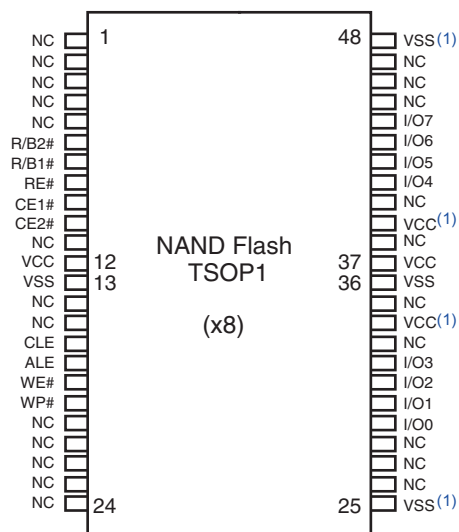 NC 1 48 VSS (1)
NC NC
NC NC
NC NC
NC I/O7
R/B2# I/O6
R/B1# I/O5
RE# I/O4
CE1# NC
CE2# VCC (1)
NC NC
VCC 12 NAND Flash 37 VCC
VSS 13 TSOP1 36 VSS
NC NC
NC (x8) VCC (1)
CLE NC
ALE I/O3
WE# I/O2
WP# I/O1
NC I/O0
NC NC
NC NC
NC NC
NC 24 25 VSS (1)